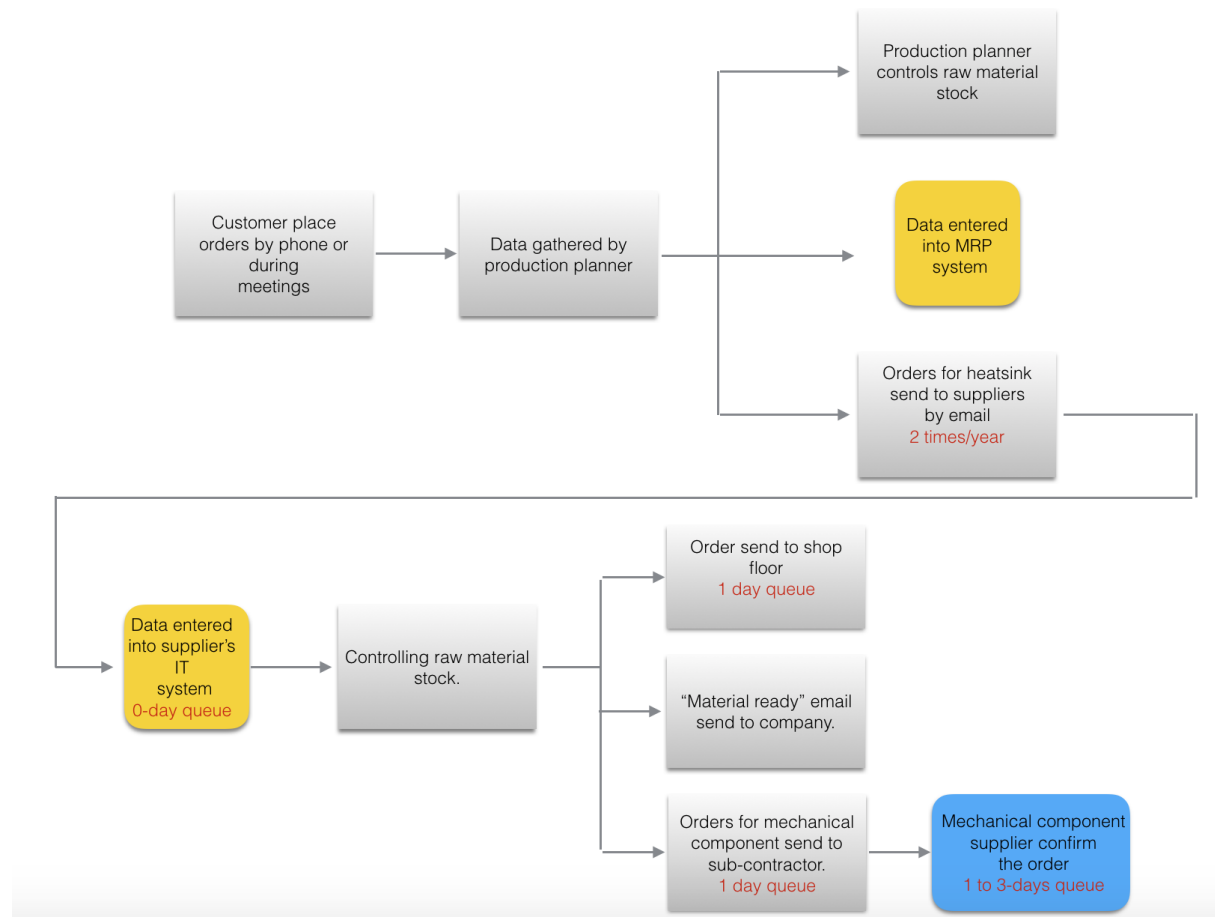 Production planner
controls raw material
stock
Customer place
orders by phone or
during
meetings
Data gathered by
production planner
Data entered
into MRP
system
Orders for heatsink
send to suppliers
by email
2 times/year
Data entered
into supplier’s
IT
system
0-day queue
Controlling raw material
stock.
Order send to shop
floor
1 day queue
“Material ready” email
send to company.
Orders for mechanical
component send to
sub-contractor.
1 day queue
Mechanical component
supplier confirm
the order
1 to 3-days queue